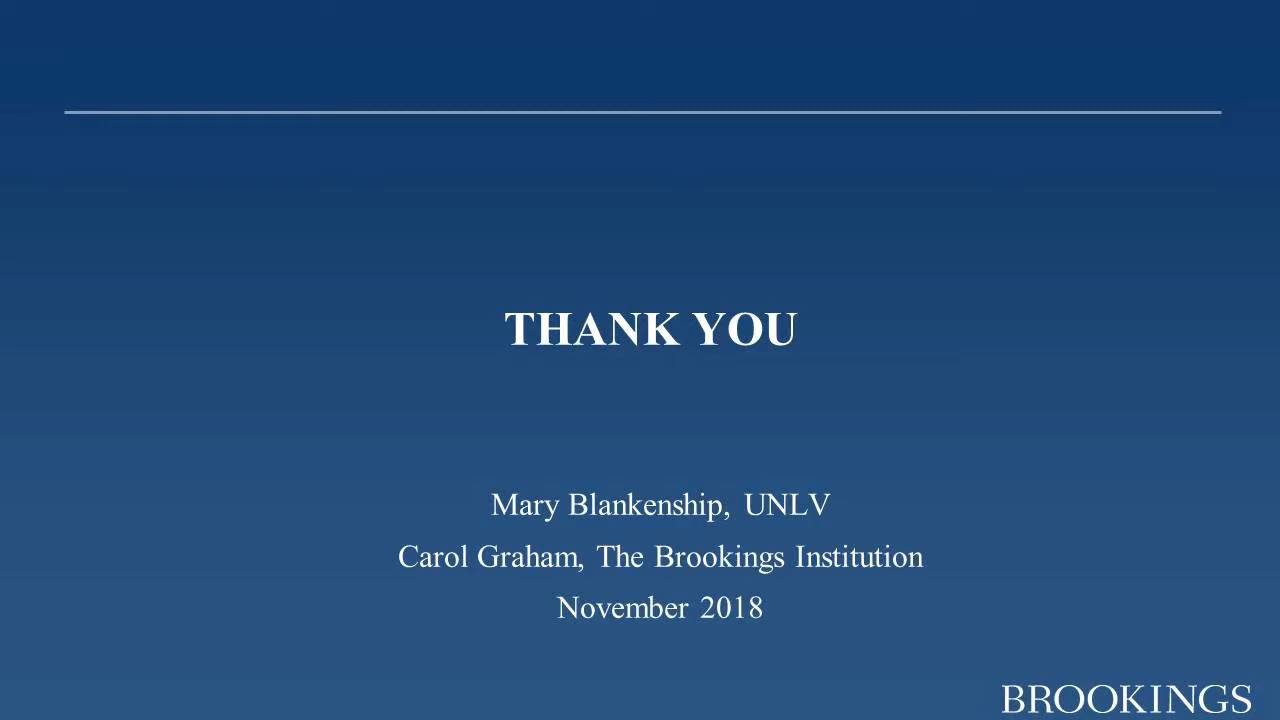 THANK YOU
Mary Blankenship, UNLV
Carol Graham, The Brookings Institution
November 2018
BROOKINGS